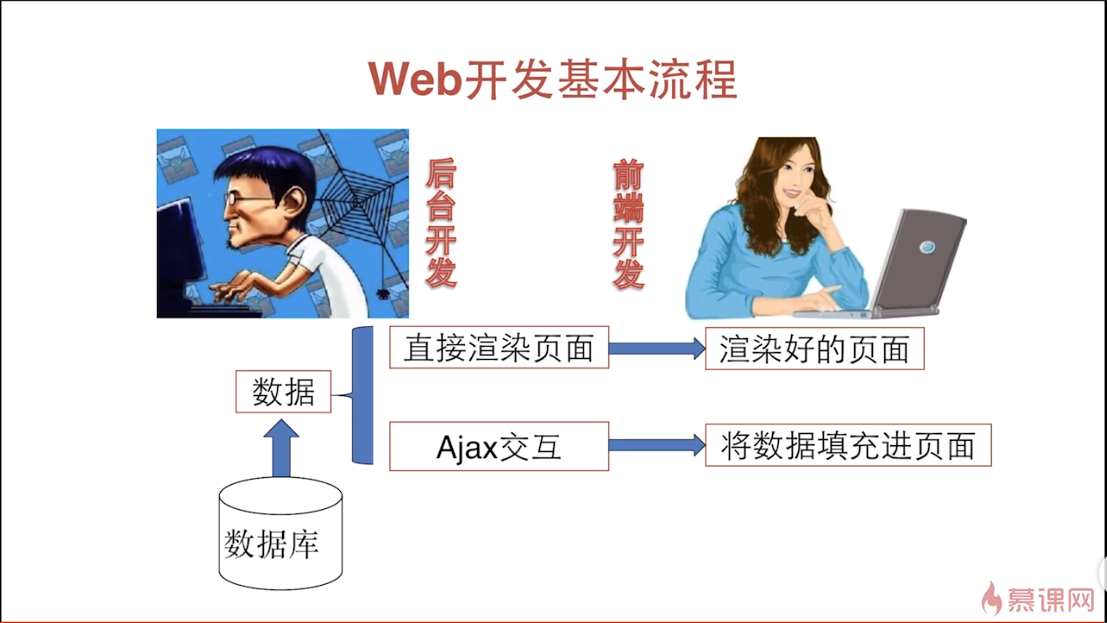 Web开发基本流程
后台开发
前端开发
直接渲染页面
渲染好的页面
数据
Ajax交互
将数据填充进页面
数据库
慕课网